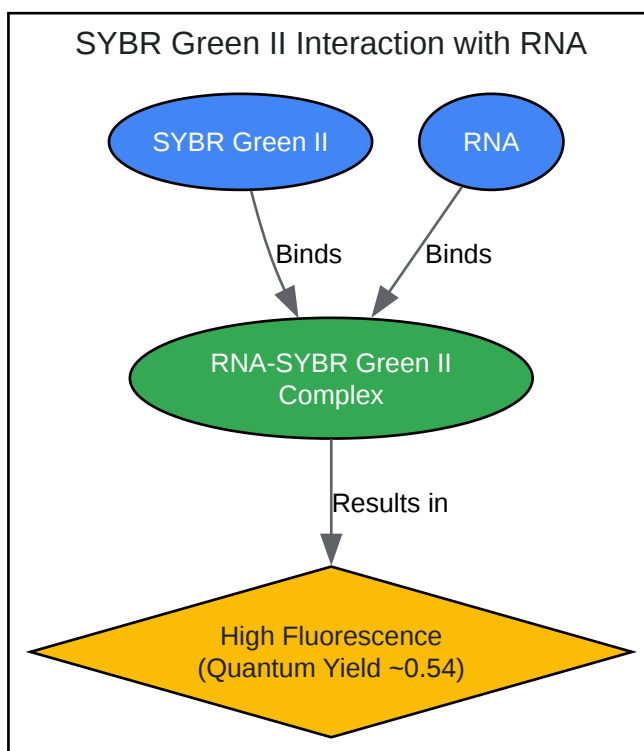 SYBR Green II Interaction with RNA
SYBR Green II
RNA
Binds
Binds
RNA-SYBR Green II
Complex
Results in
High Fluorescence
(Quantum Yield ~0.54)